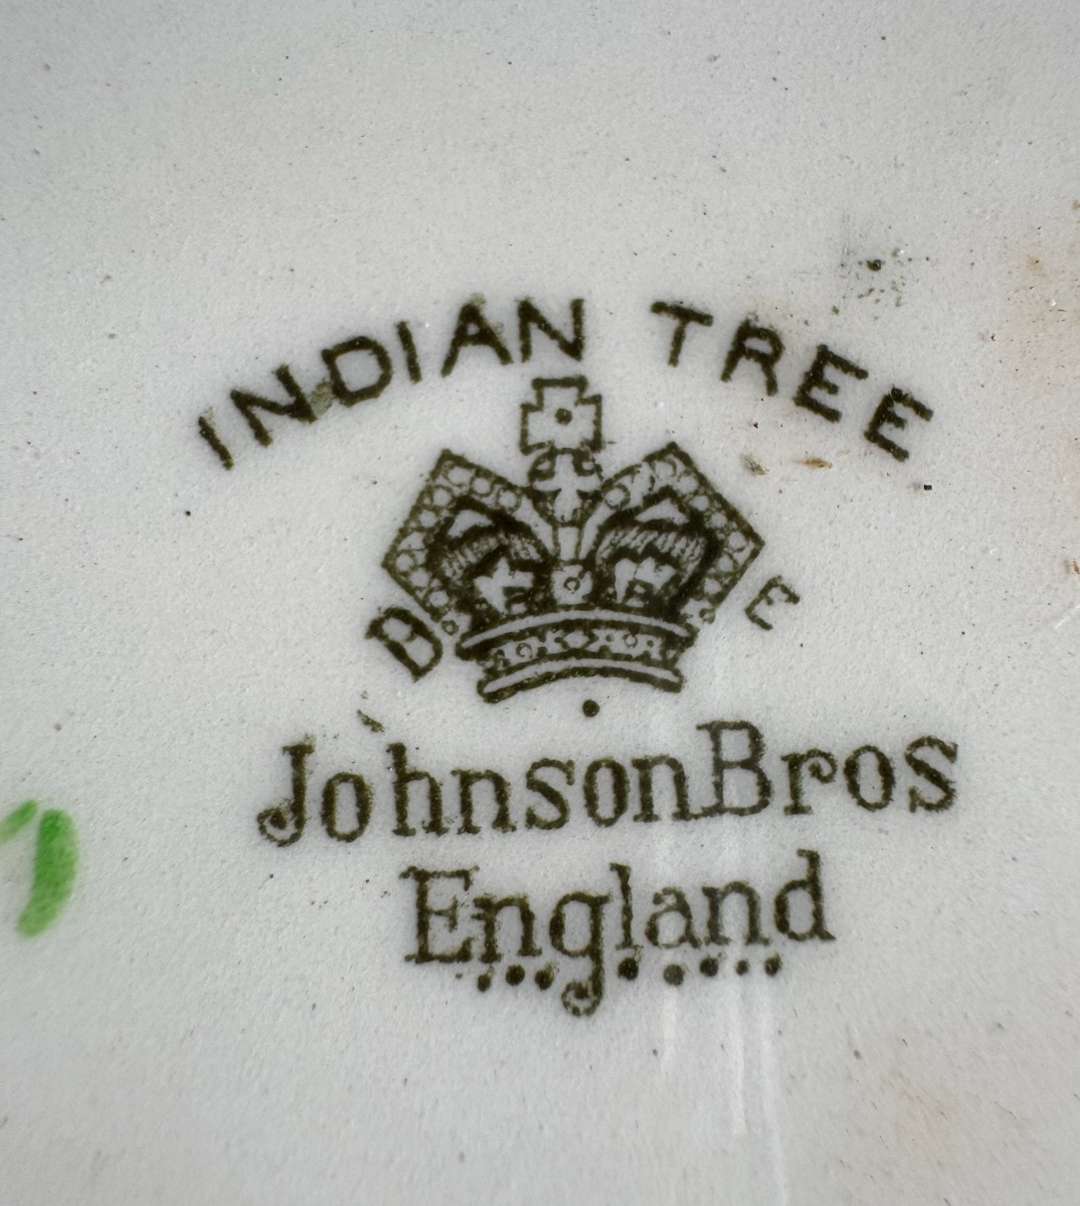 INDIAN TREE
D E
JohnsonBros
England